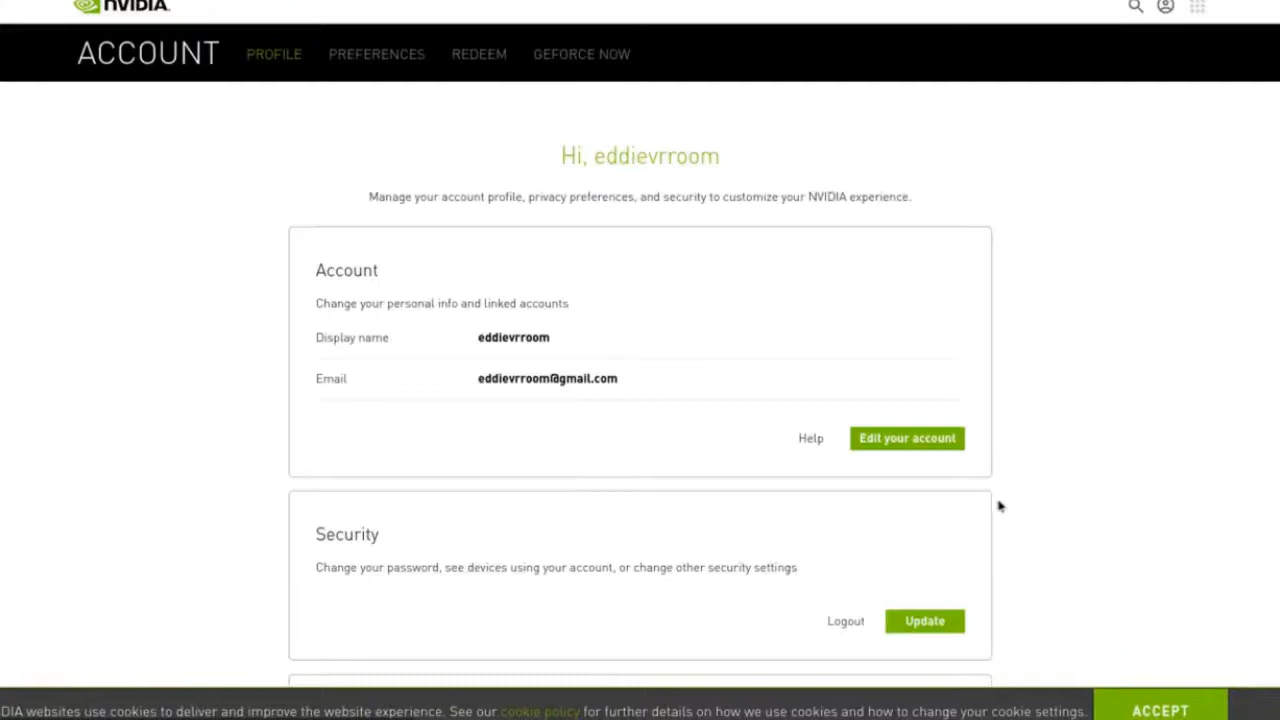 NVIDIA.
ACCOUNT PROFILE PREFERENCES REDEEM GEFORCE NOW
Hi, eddievrroom
Manage your account profile, privacy preferences, and security to customize your NVIDIA experience.
Account
Change your personal info and linked accounts
Display name eddievrroom
Email eddievrroom@gmail.com
Help Edit your account
Security
Change your password, see devices using your account, or change other security settings
Logout Update
DIA websites use cookies to deliver and improve the website experience. See our cookie policy for further details on how we use cookies and how to change your cookie settings. ACCEPT